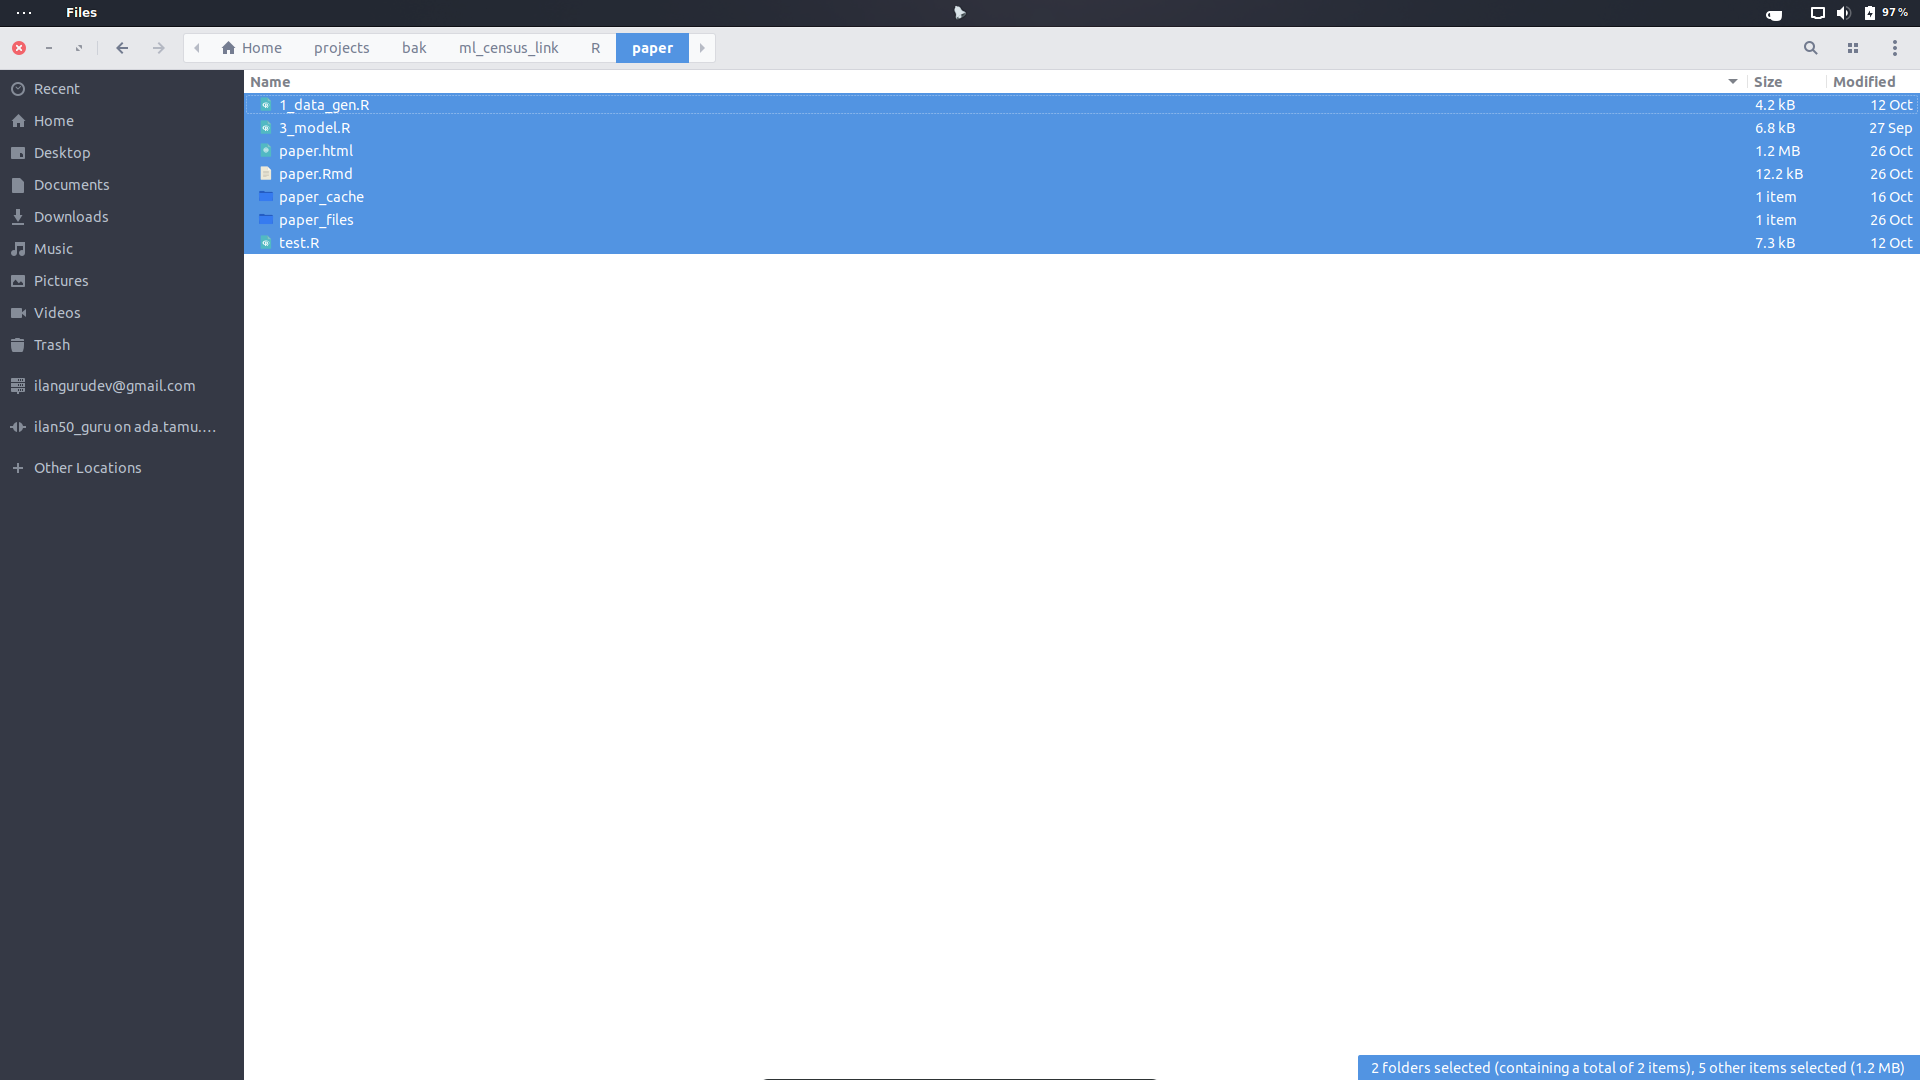 Files
97 %
Home projects bak ml_census_link R paper
Recent
Home
Desktop
Documents
Downloads
Music
Pictures
Videos
Trash
ilangurudev@gmail.com
ilan50_guru on ada.tamu.…
Other Locations
Name Size Modified
1_data_gen.R 4.2 kB 12 Oct
3_model.R 6.8 kB 27 Sep
paper.html 1.2 MB 26 Oct
paper.Rmd 12.2 kB 26 Oct
paper_cache 1 item 16 Oct
paper_files 1 item 26 Oct
test.R 7.3 kB 12 Oct
2 folders selected (containing a total of 2 items), 5 other items selected (1.2 MB)